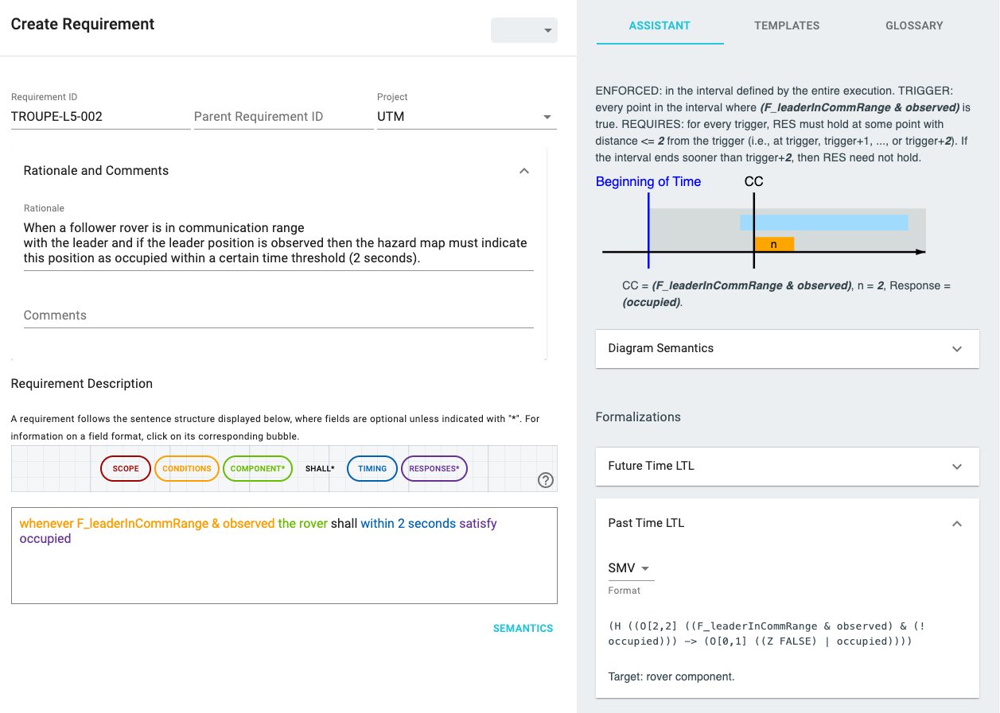 Create Requirement
Requirement ID
TROUPE-L5-002
Parent Requirement ID
Project
UTM
Rationale and Comments
Rationale
When a follower rover is in communication range
with the leader and if the leader position is observed then the hazard map must indicate
this position as occupied within a certain time threshold (2 seconds).
Comments
Requirement Description
A requirement follows the sentence structure displayed below, where fields are optional unless indicated with "*". For
information on a field format, click on its corresponding bubble.
SCOPE CONDITIONS COMPONENT* SHALL* TIMING RESPONSES*
?
whenever F_leaderInCommRange & observed the rover shall within 2 seconds satisfy
occupied
SEMANTICS
ASSISTANT TEMPLATES GLOSSARY
ENFORCED: in the interval defined by the entire execution. TRIGGER:
every point in the interval where (F_leaderInCommRange & observed) is
true. REQUIRES: for every trigger, RES must hold at some point with
distance <= 2 from the trigger (i.e., at trigger, trigger+1, ..., or trigger+2). If
the interval ends sooner than trigger+2, then RES need not hold.
Beginning of Time CC
n
CC = (F_leaderInCommRange & observed), n = 2, Response =
(occupied).
Diagram Semantics
Formalizations
Future Time LTL
Past Time LTL
SMV
Format
(H ((O[2,2] ((F_leaderInCommRange & observed) & (!
occupied))) -> (O[0,1] ((Z FALSE) | occupied))))
Target: rover component.